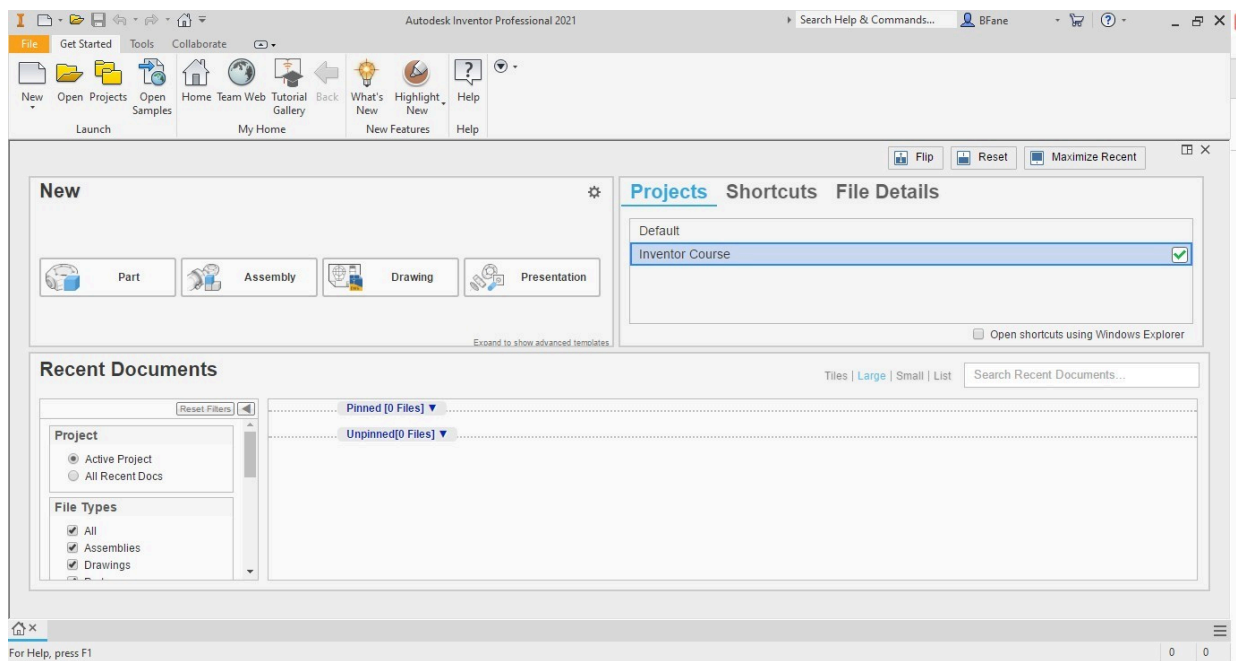 Autodesk Inventor Professional 2021
Search Help & Commands...
BFane
File Get Started Tools Collaborate
New Open Projects Open Samples Home Team Web Tutorial Gallery Back What's New Highlight New Help
Launch My Home New Features Help
Flip Reset Maximize Recent
New
Part Assembly Drawing Presentation
Expand to show advanced templates
Projects Shortcuts File Details
Default
Inventor Course
Open shortcuts using Windows Explorer
Recent Documents
Tiles | Large | Small | List
Search Recent Documents...
Reset Filters
Project
Active Project
All Recent Docs
File Types
All
Assemblies
Drawings
Pinned [0 Files] ▼
Unpinned[0 Files] ▼
For Help, press F1
0 0